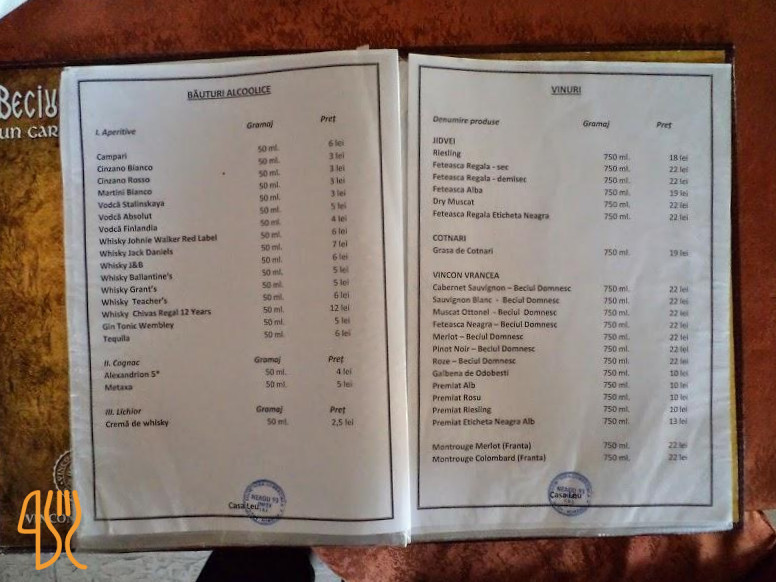 Beciu
UN GAR
VINCO
BĂUTURI ALCOOLICE
I. Aperitive Gramaj Preț
Campari 50 ml. 6 lei
Cinzano Bianco 50 ml. 3 lei
Cinzano Rosso 50 ml. 3 lei
Martini Bianco 50 ml. 3 lei
Vodcă Stalinskaya 50 ml. 3 lei
Vodcă Absolut 50 ml. 5 lei
Vodcă Finlandia 50 ml. 4 lei
Whisky Johnie Walker Red Label 50 ml. 6 lei
Whisky Jack Daniels 50 ml. 7 lei
Whisky J&B 50 ml. 6 lei
Whisky Ballantine's 50 ml. 5 lei
Whisky Grant's 50 ml. 5 lei
Whisky Teacher's 50 ml. 6 lei
Whisky Chivas Regal 12 Years 50 ml. 12 lei
Gin Tonic Wembley 50 ml. 5 lei
Tequila 50 ml. 6 lei
II. Cognac Gramaj Preț
Alexandrion 5* 50 ml. 4 lei
Metaxa 50 ml. 5 lei
III. Lichior Gramaj Preț
Cremă de whisky 50 ml. 2,5 lei
Casa Leu
VINURI
Denumire produse Gramaj Preț
JIDVEI
Riesling 750 ml. 18 lei
Feteasca Regala - sec 750 ml. 22 lei
Feteasca Regala - demisec 750 ml. 22 lei
Feteasca Alba 750 ml. 19 lei
Dry Muscat 750 ml. 22 lei
Feteasca Regala Eticheta Neagra 750 ml. 22 lei
COTNARI
Grasa de Cotnari 750 ml. 19 lei
VINCON VRANCEA
Cabernet Sauvignon – Beciul Domnesc 750 ml. 22 lei
Sauvignon Blanc - Beciul Domnesc 750 ml. 22 lei
Muscat Ottonel - Beciul Domnesc 750 ml. 22 lei
Feteasca Neagra – Beciul Domnesc 750 ml. 22 lei
Merlot – Beciul Domnesc 750 ml. 22 lei
Pinot Noir – Beciul Domnesc 750 ml. 22 lei
Roze – Beciul Domnesc 750 ml. 22 lei
Galbena de Odobesti 750 ml. 10 lei
Premiat Alb 750 ml. 10 lei
Premiat Rosu 750 ml. 10 lei
Premiat Riesling 750 ml. 10 lei
Premiat Eticheta Neagra Alb 750 ml. 13 lei
Montrouge Merlot (Franta) 750 ml. 22 lei
Montrouge Colombard (Franta) 750 ml. 22 lei
Casa Leu